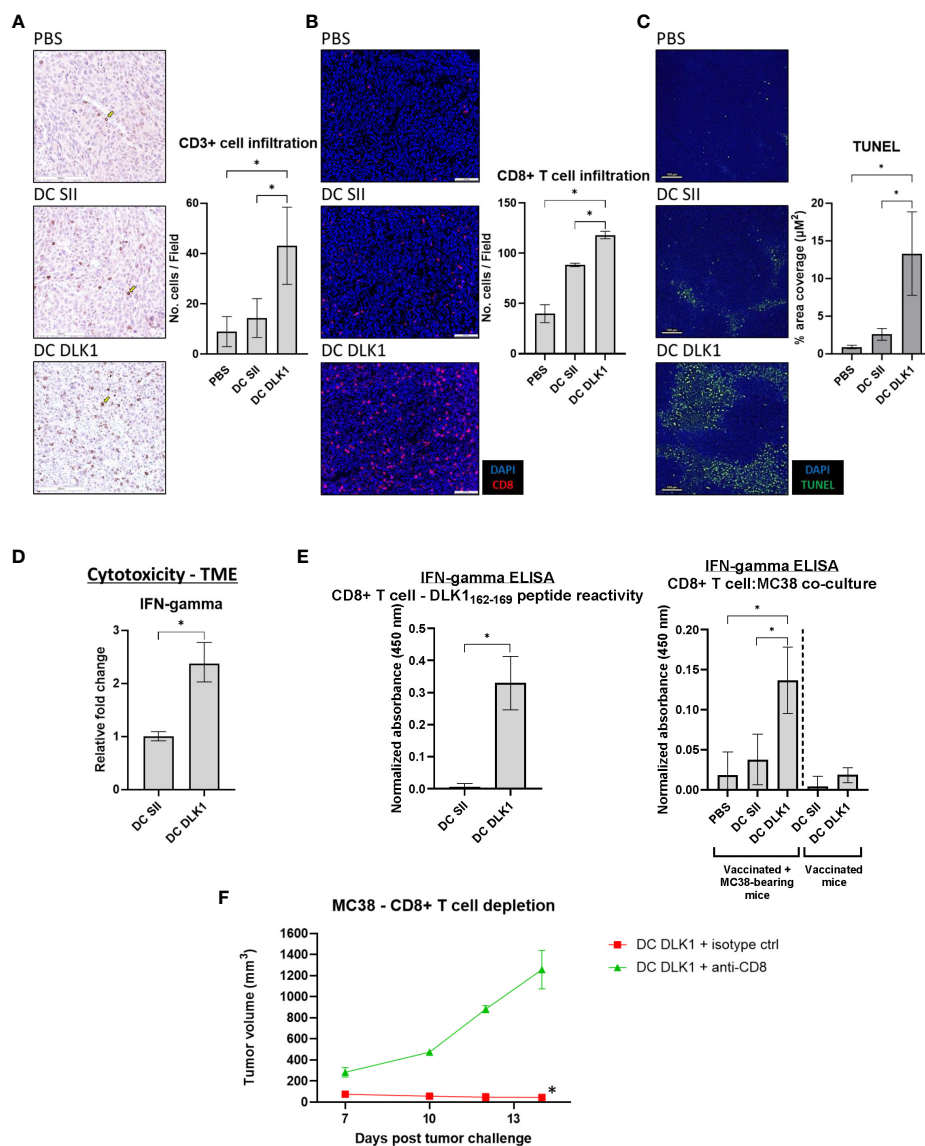 A
PBS
DC SII
DC DLK1
CD3+ cell infiltration
*
*
No. cells / Field
60
40
20
0
PBS
DC SII
DC DLK1
B
PBS
DC SII
DC DLK1
DAPI
CD8
CD8+ T cell infiltration
*
*
No. cells / Field
150
100
50
0
PBS
DC SII
DC DLK1
C
PBS
DC SII
DC DLK1
DAPI
TUNEL
TUNEL
*
*
% area coverage (µM²)
20
15
10
5
0
PBS
DC SII
DC DLK1
D
Cytotoxicity - TME
IFN-gamma
*
Relative fold change
3
2
1
0
DC SII
DC DLK1
E
IFN-gamma ELISA
CD8+ T cell - DLK1₁₆₂₋₁₆₉ peptide reactivity
*
Normalized absorbance (450 nm)
0.5
0.4
0.3
0.2
0.1
0.0
DC SII
DC DLK1
IFN-gamma ELISA
CD8+ T cell:MC38 co-culture
*
*
Normalized absorbance (450 nm)
0.20
0.15
0.10
0.05
0.00
PBS
DC SII
DC DLK1
DC SII
DC DLK1
Vaccinated +
MC38-bearing
mice
Vaccinated
mice
F
MC38 - CD8+ T cell depletion
Tumor volume (mm³)
1600
1400
1200
1000
800
600
400
200
0
*
7
10
13
Days post tumor challenge
DC DLK1 + isotype ctrl
DC DLK1 + anti-CD8